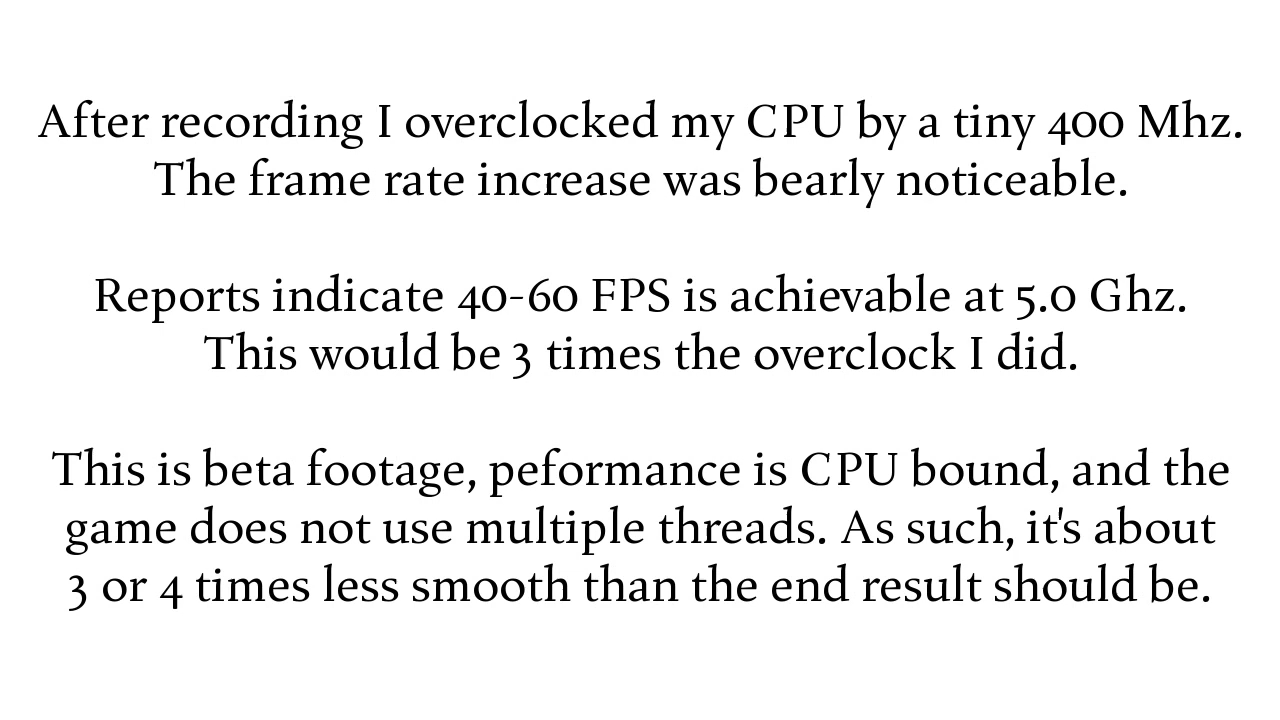 After recording I overclocked my CPU by a tiny 400 Mhz.
The frame rate increase was bearly noticeable.
Reports indicate 40-60 FPS is achievable at 5.0 Ghz.
This would be 3 times the overclock I did.
This is beta footage, peformance is CPU bound, and the
game does not use multiple threads. As such, it's about
3 or 4 times less smooth than the end result should be.